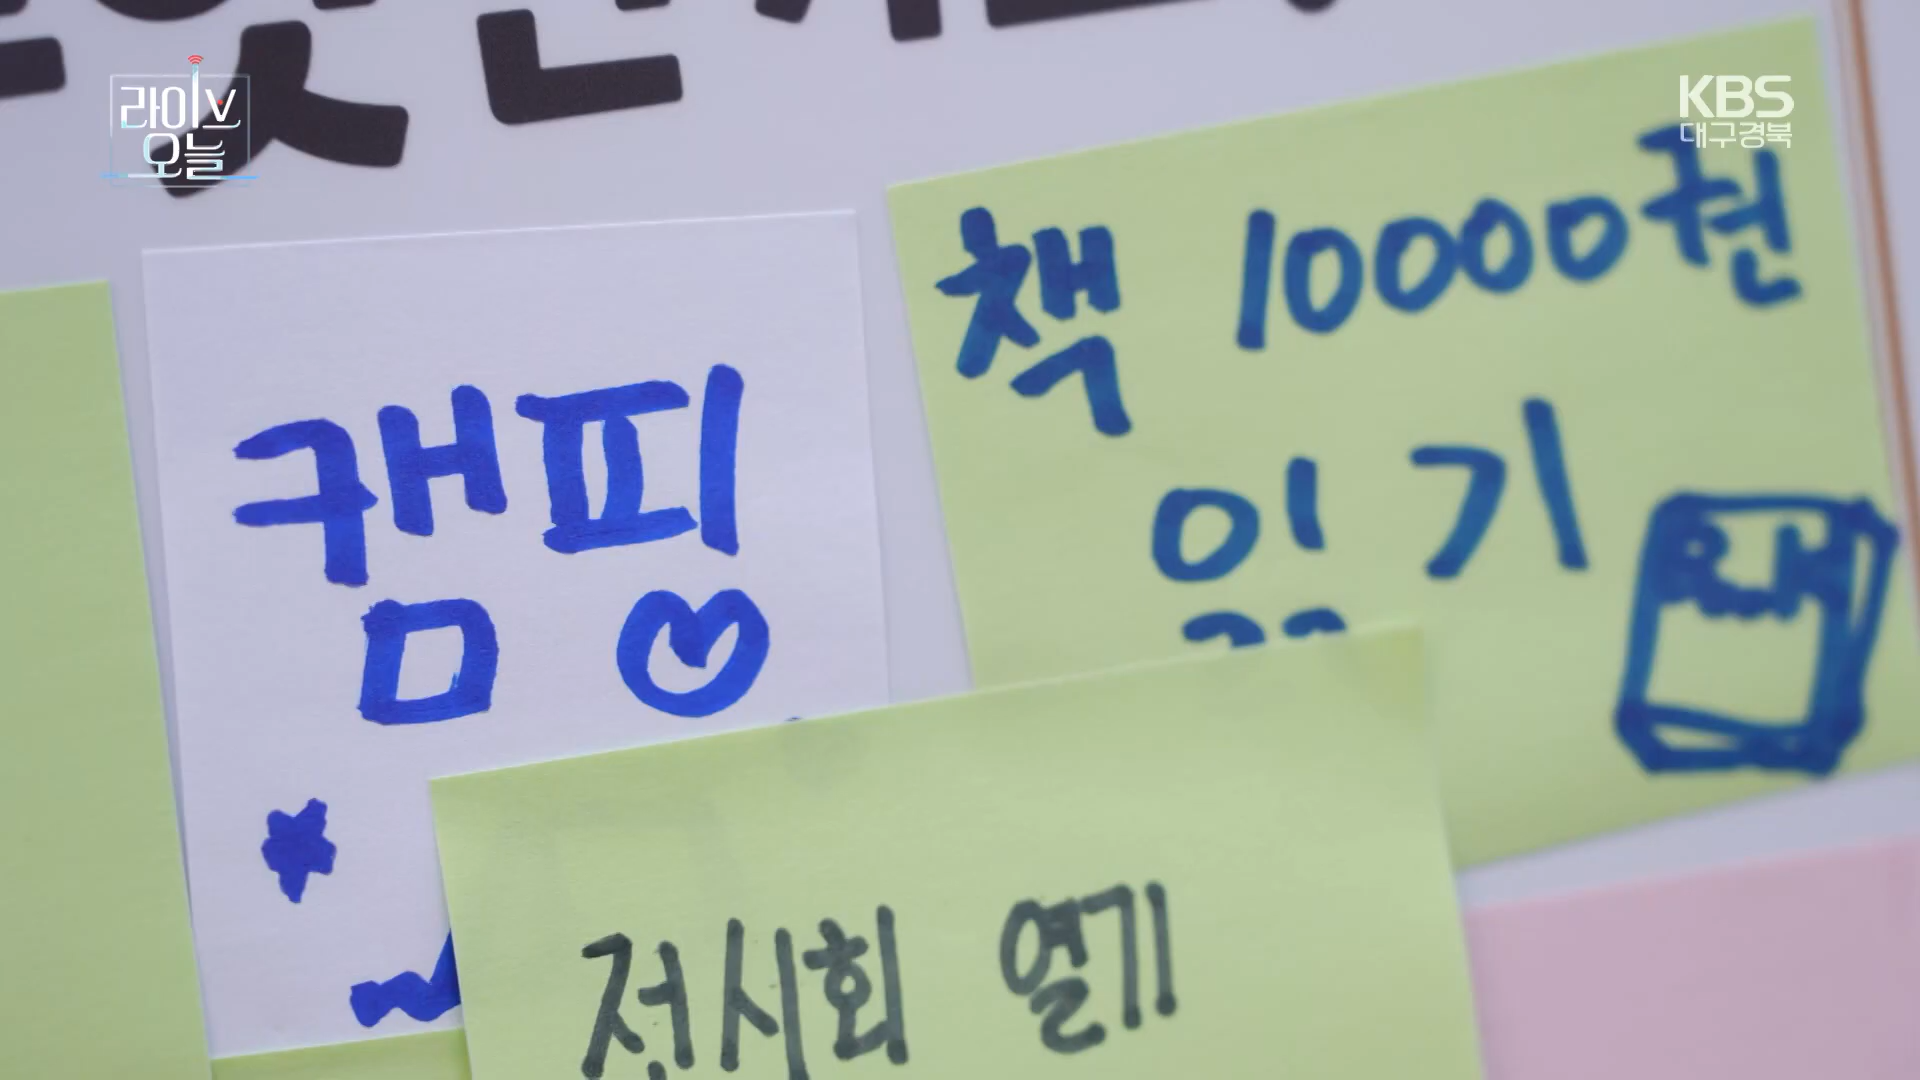 라이브
오늘
KBS
대구경북
캠핑
책 10000권
읽기
책
전시회 열기